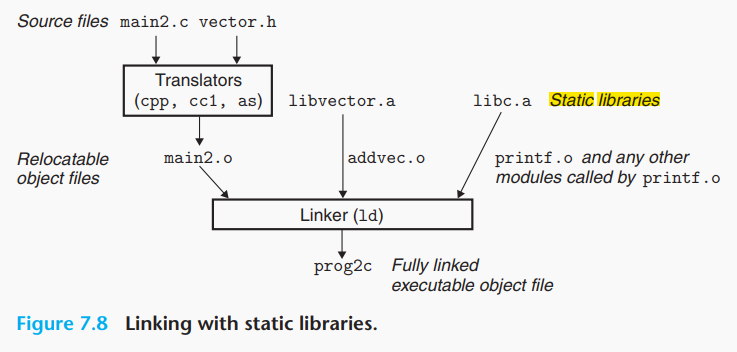 Source files main2.c vector.h
Translators
(cpp, cc1, as) libvector.a libc.a Static libraries
Relocatable main2.o addvec.o printf.o and any other
object files modules called by printf.o
Linker (ld)
prog2c Fully linked
executable object file
Figure 7.8 Linking with static libraries.